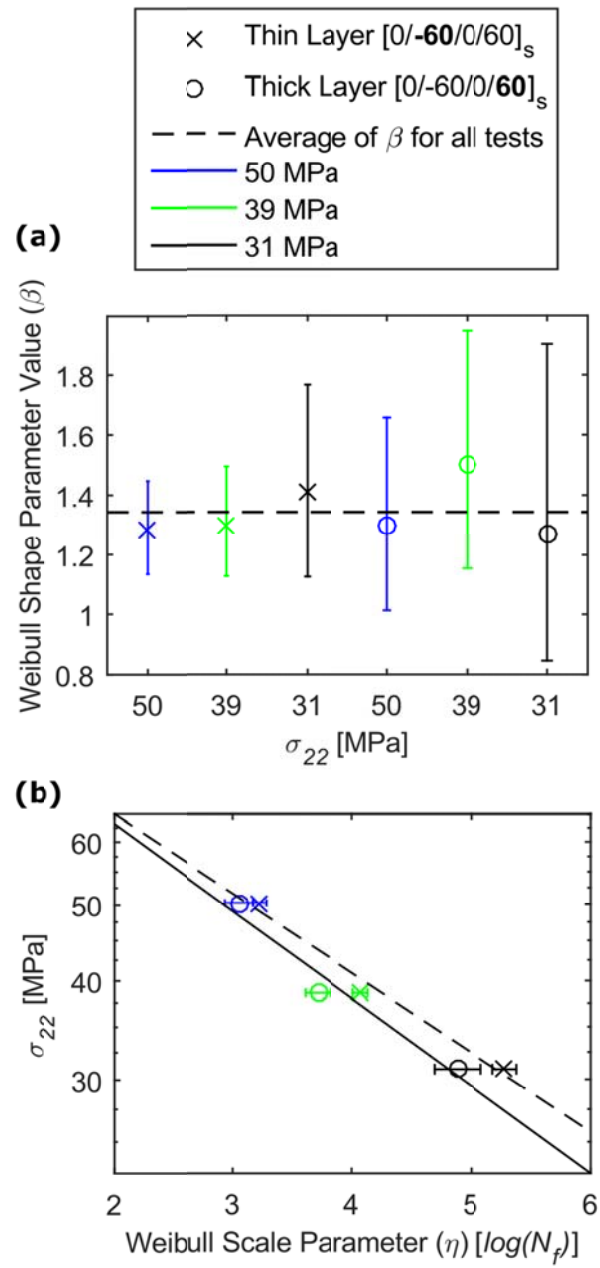 Thin Layer [0/-60/0/60]s
Thick Layer [0/-60/0/60]s
Average of β for all tests
50 MPa
39 MPa
31 MPa
(a)
Weibull Shape Parameter Value (β)
1.8
1.6
1.4
1.2
1
0.8
50 39 31 50 39 31
σ22 [MPa]
(b)
σ22 [MPa]
60
50
40
30
2 3 4 5 6
Weibull Scale Parameter (η) [log(Nf)]